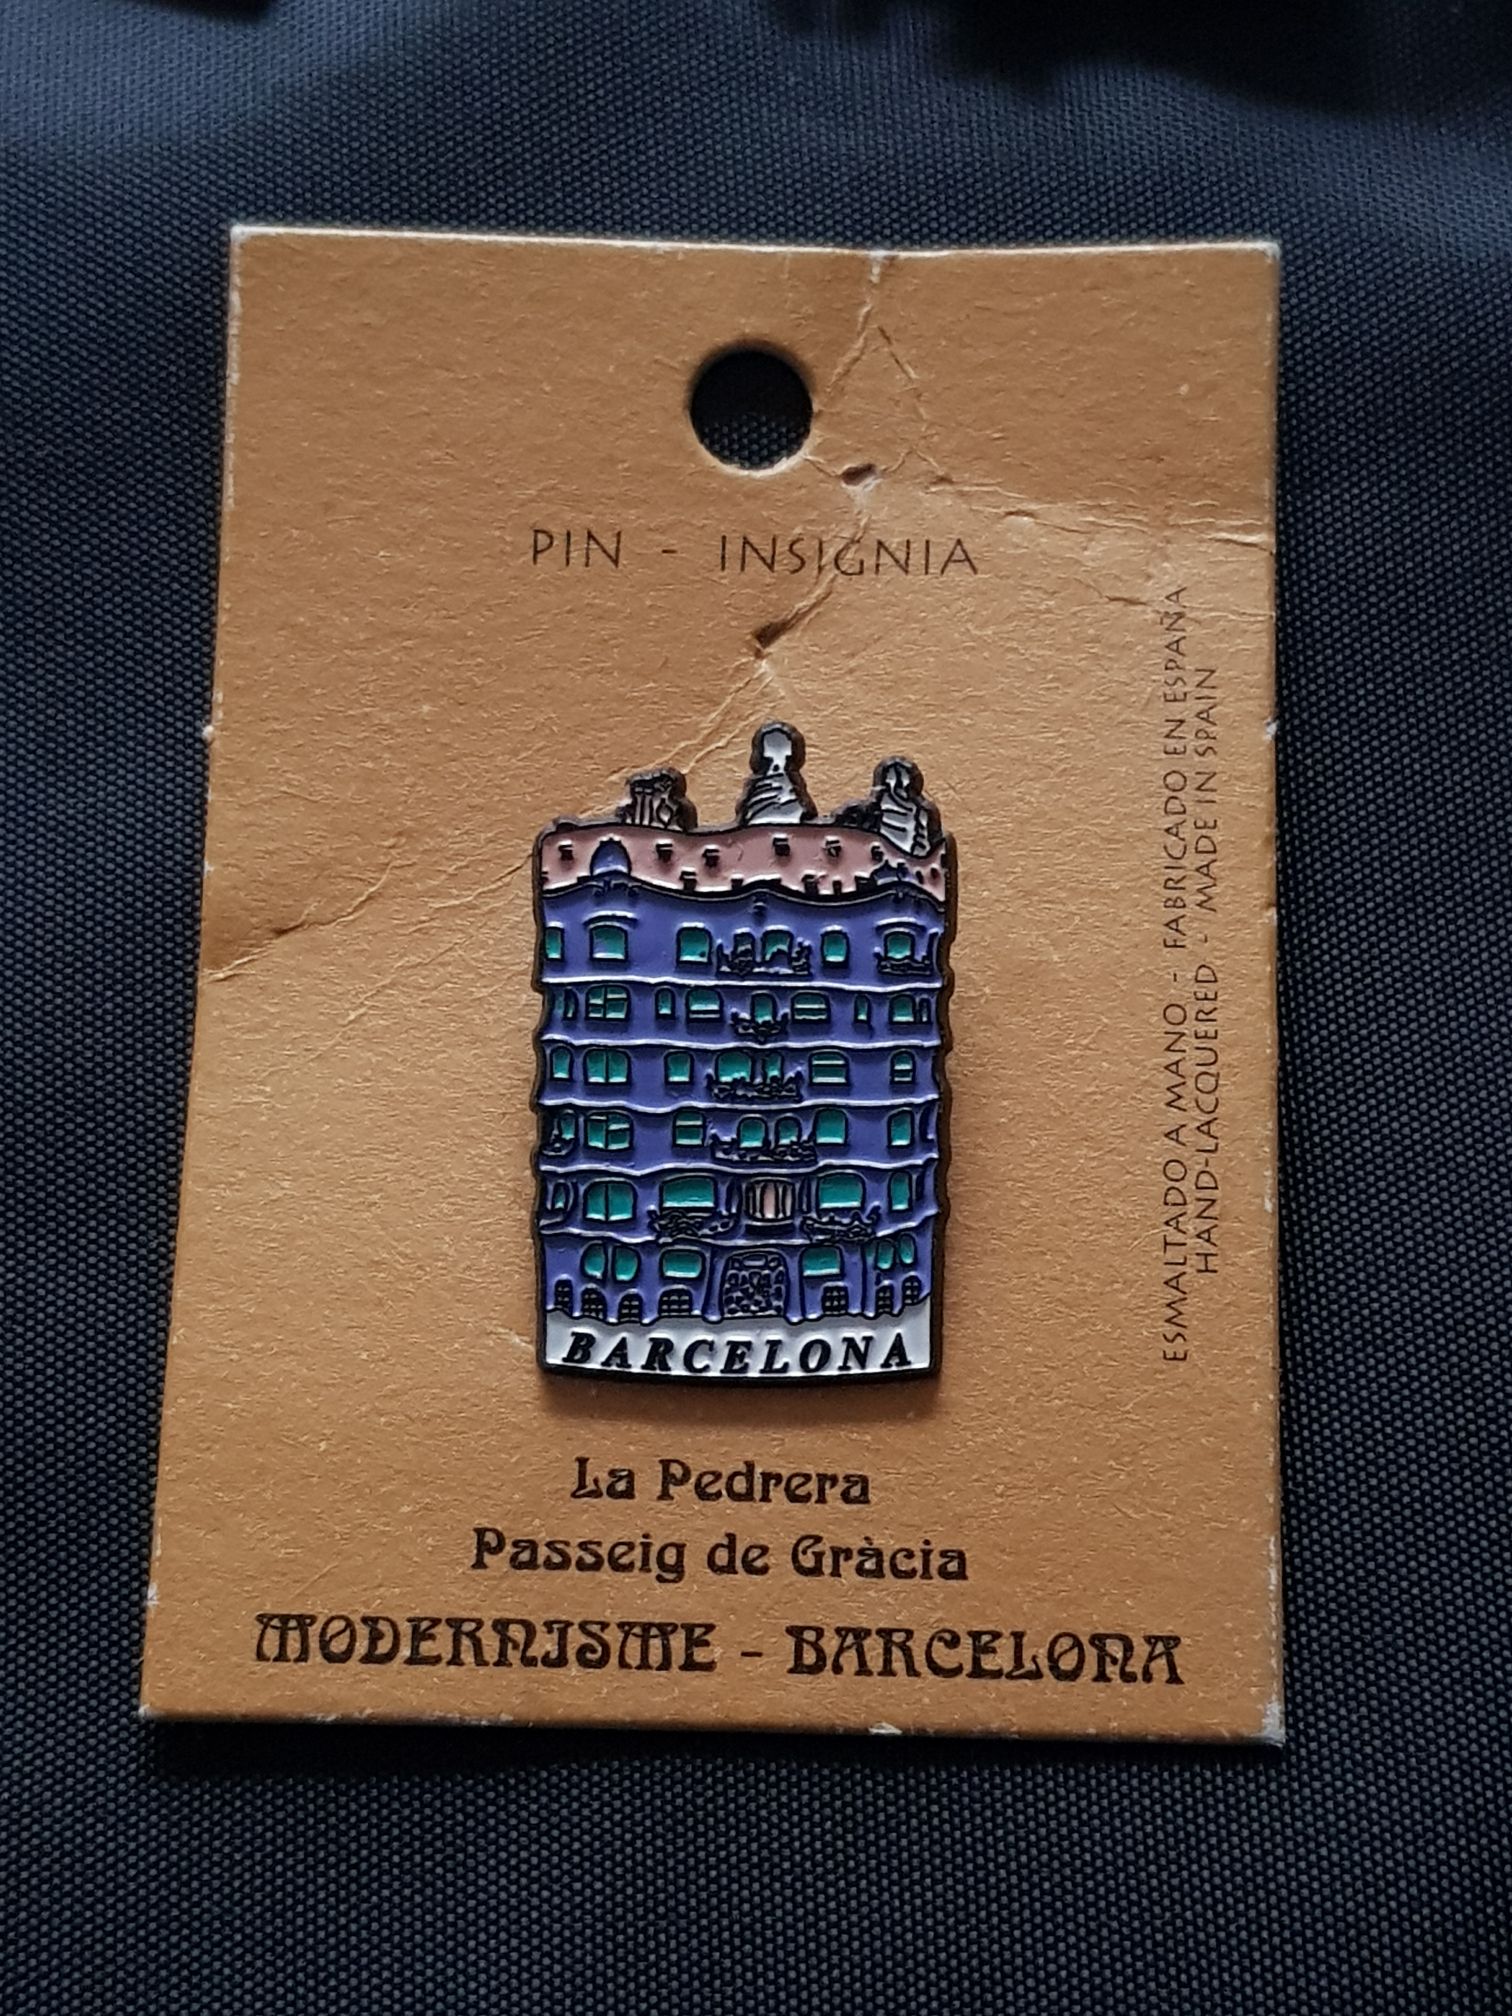 PIN - INSIGNIA
ESMALTADO A MANO - FABRICADO EN ESPAÑA
HAND-LACQUERED - MADE IN SPAIN
BARCELONA
La Pedrera
Passeig de Gràcia
MODERNISME - BARCELONA